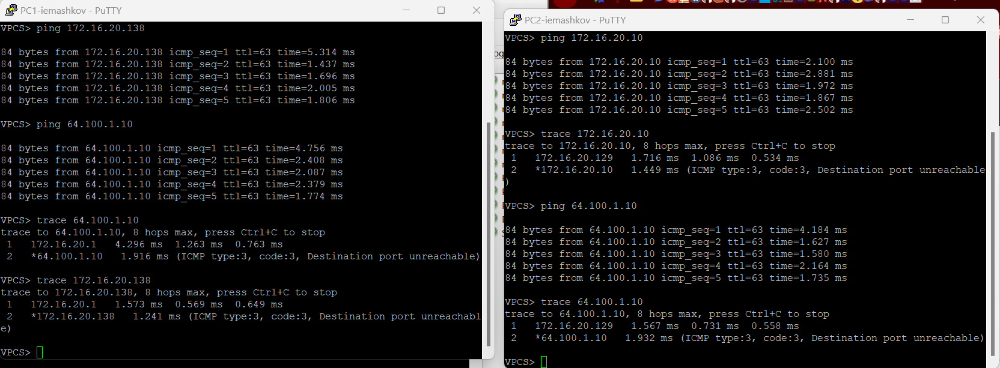 PC1-iemashkov - PuTTY
VPCS> ping 172.16.20.138
84 bytes from 172.16.20.138 icmp_seq=1 ttl=63 time=5.314 ms
84 bytes from 172.16.20.138 icmp_seq=2 ttl=63 time=1.437 ms
84 bytes from 172.16.20.138 icmp_seq=3 ttl=63 time=1.696 ms
84 bytes from 172.16.20.138 icmp_seq=4 ttl=63 time=2.005 ms
84 bytes from 172.16.20.138 icmp_seq=5 ttl=63 time=1.806 ms
VPCS> ping 64.100.1.10
84 bytes from 64.100.1.10 icmp_seq=1 ttl=63 time=4.756 ms
84 bytes from 64.100.1.10 icmp_seq=2 ttl=63 time=2.408 ms
84 bytes from 64.100.1.10 icmp_seq=3 ttl=63 time=2.087 ms
84 bytes from 64.100.1.10 icmp_seq=4 ttl=63 time=2.379 ms
84 bytes from 64.100.1.10 icmp_seq=5 ttl=63 time=1.774 ms
VPCS> trace 64.100.1.10
trace to 64.100.1.10, 8 hops max, press Ctrl+C to stop
1 172.16.20.1 4.296 ms 1.263 ms 0.763 ms
2 *64.100.1.10 1.916 ms (ICMP type:3, code:3, Destination port unreachable)
VPCS> trace 172.16.20.138
trace to 172.16.20.138, 8 hops max, press Ctrl+C to stop
1 172.16.20.1 1.573 ms 0.569 ms 0.649 ms
2 *172.16.20.138 1.241 ms (ICMP type:3, code:3, Destination port unreachabl
e)
VPCS>
PC2-iemashkov - PuTTY
VPCS> ping 172.16.20.10
84 bytes from 172.16.20.10 icmp_seq=1 ttl=63 time=2.100 ms
84 bytes from 172.16.20.10 icmp_seq=2 ttl=63 time=2.881 ms
84 bytes from 172.16.20.10 icmp_seq=3 ttl=63 time=1.972 ms
84 bytes from 172.16.20.10 icmp_seq=4 ttl=63 time=1.867 ms
84 bytes from 172.16.20.10 icmp_seq=5 ttl=63 time=2.502 ms
VPCS> trace 172.16.20.10
trace to 172.16.20.10, 8 hops max, press Ctrl+C to stop
1 172.16.20.129 1.716 ms 1.086 ms 0.534 ms
2 *172.16.20.10 1.449 ms (ICMP type:3, code:3, Destination port unreachable
)
VPCS> ping 64.100.1.10
84 bytes from 64.100.1.10 icmp_seq=1 ttl=63 time=4.184 ms
84 bytes from 64.100.1.10 icmp_seq=2 ttl=63 time=1.627 ms
84 bytes from 64.100.1.10 icmp_seq=3 ttl=63 time=1.580 ms
84 bytes from 64.100.1.10 icmp_seq=4 ttl=63 time=2.164 ms
84 bytes from 64.100.1.10 icmp_seq=5 ttl=63 time=1.735 ms
VPCS> trace 64.100.1.10
trace to 64.100.1.10, 8 hops max, press Ctrl+C to stop
1 172.16.20.129 1.567 ms 0.731 ms 0.558 ms
2 *64.100.1.10 1.932 ms (ICMP type:3, code:3, Destination port unreachable)
VPCS>